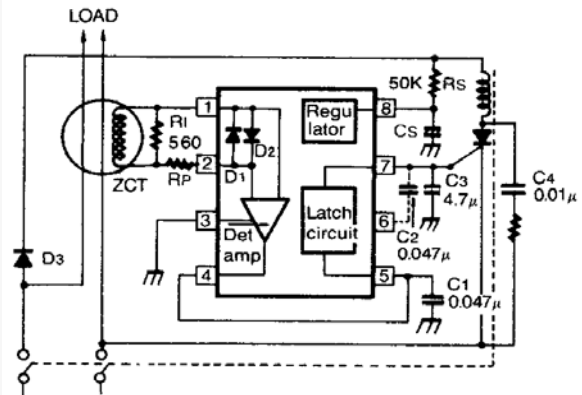 LOAD
50K
RS
1
Regu
lator
8
RI
560
D2
CS
7
2
D1
ZCT
RP
C3
4.7μ
C4
0.01μ
3
Det
amp
Latch
circuit
6
C2
0.047μ
D3
4
5
C1
0.047μ